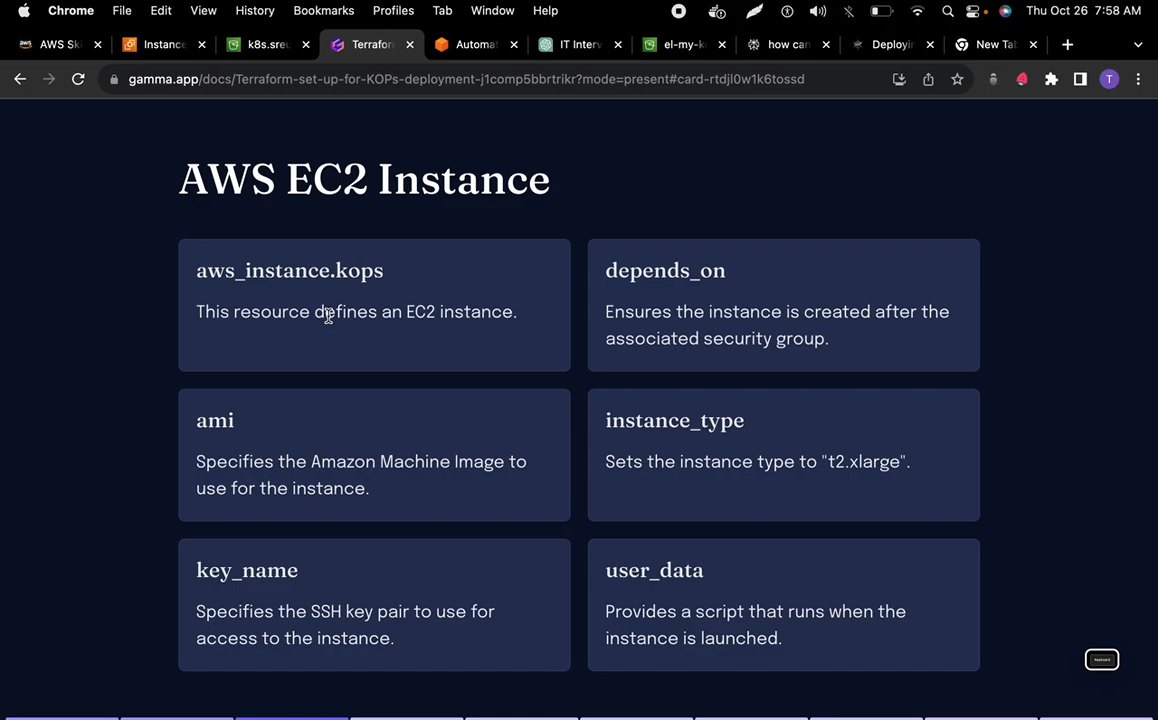 Chrome File Edit View History Bookmarks Profiles Tab Window Help Thu Oct 26 7:58 AM
AWS Sk Instance k8s.sreu Terrafor Automat IT Interv el-my-k how can Deployin New Tab
gamma.app/docs/Terraform-set-up-for-KOPs-deployment-j1comp5bbrtrikr?mode=present#card-rtdjl0w1k6tossd T
AWS EC2 Instance
aws_instance.kops
This resource defines an EC2 instance.
depends_on
Ensures the instance is created after the
associated security group.
ami
Specifies the Amazon Machine Image to
use for the instance.
instance_type
Sets the instance type to "t2.xlarge".
key_name
Specifies the SSH key pair to use for
access to the instance.
user_data
Provides a script that runs when the
instance is launched.
Keyboard